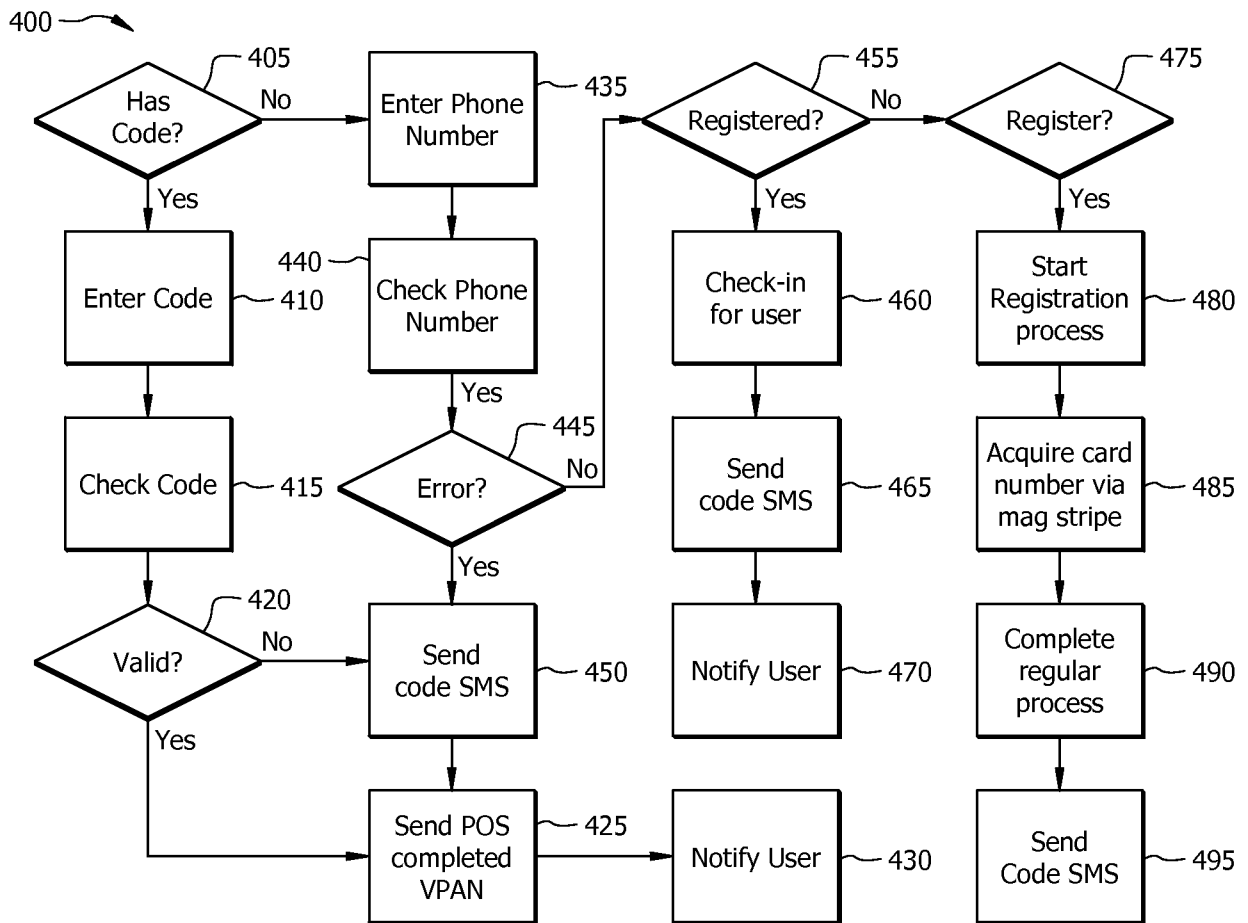 400
405
Has
Code?
No
Yes
Enter Code
410
Check Code
415
420
Valid?
No
Yes
Enter Phone
Number
435
440
Check Phone
Number
Yes
445
Error?
No
Yes
Send
code SMS
450
Send POS
completed
VPAN
425
Notify User
430
455
Registered?
No
Yes
Check-in
for user
460
Send
code SMS
465
Notify User
470
475
Register?
Yes
Start
Registration
process
480
Acquire card
number via
mag stripe
485
Complete
regular
process
490
Send
Code SMS
495